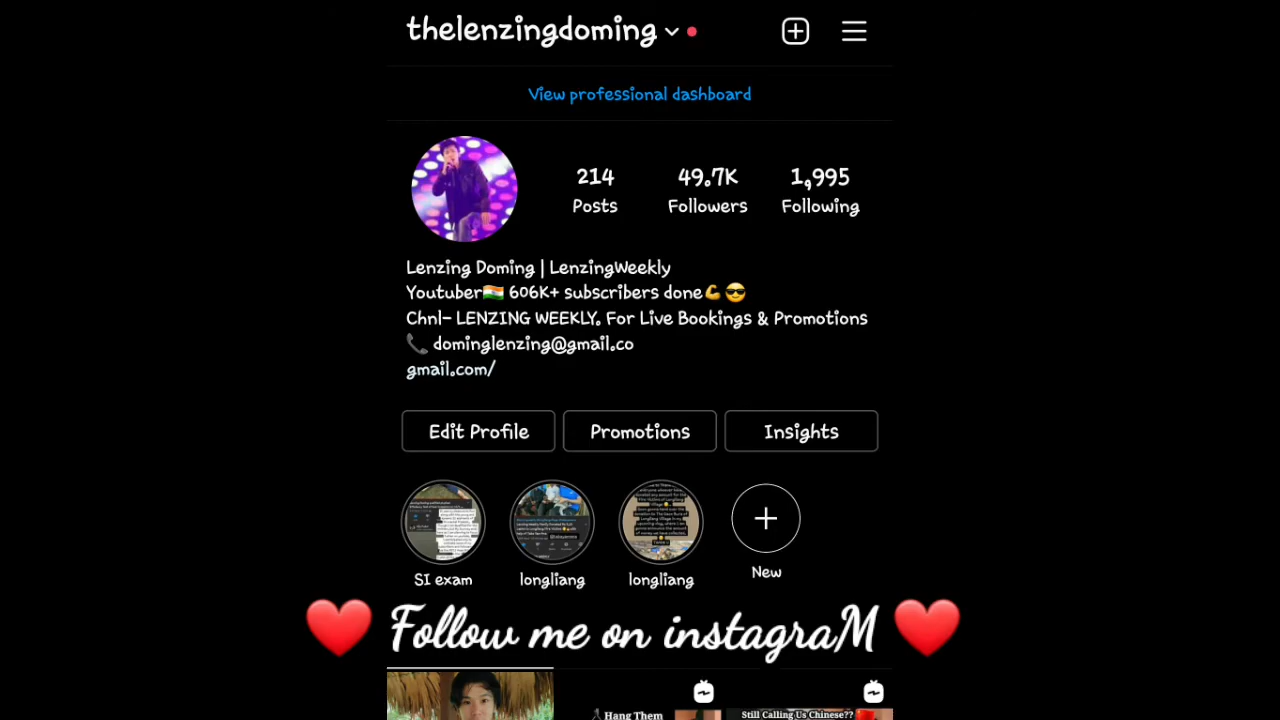 thelenzingdoming
View professional dashboard
214 49.7K 1,995
Posts Followers Following
Lenzing Doming | LenzingWeekly
Youtuber🇮🇳 606K+ subscribers done💪😎
Chnl- LENZING WEEKLY. For Live Bookings & Promotions
📞 dominglenzing@gmail.co
gmail.com/
Edit Profile Promotions Insights
SI exam longliang longliang New
❤️ Follow me on instagraM ❤️
Hang Them Still Calling Us Chinese??